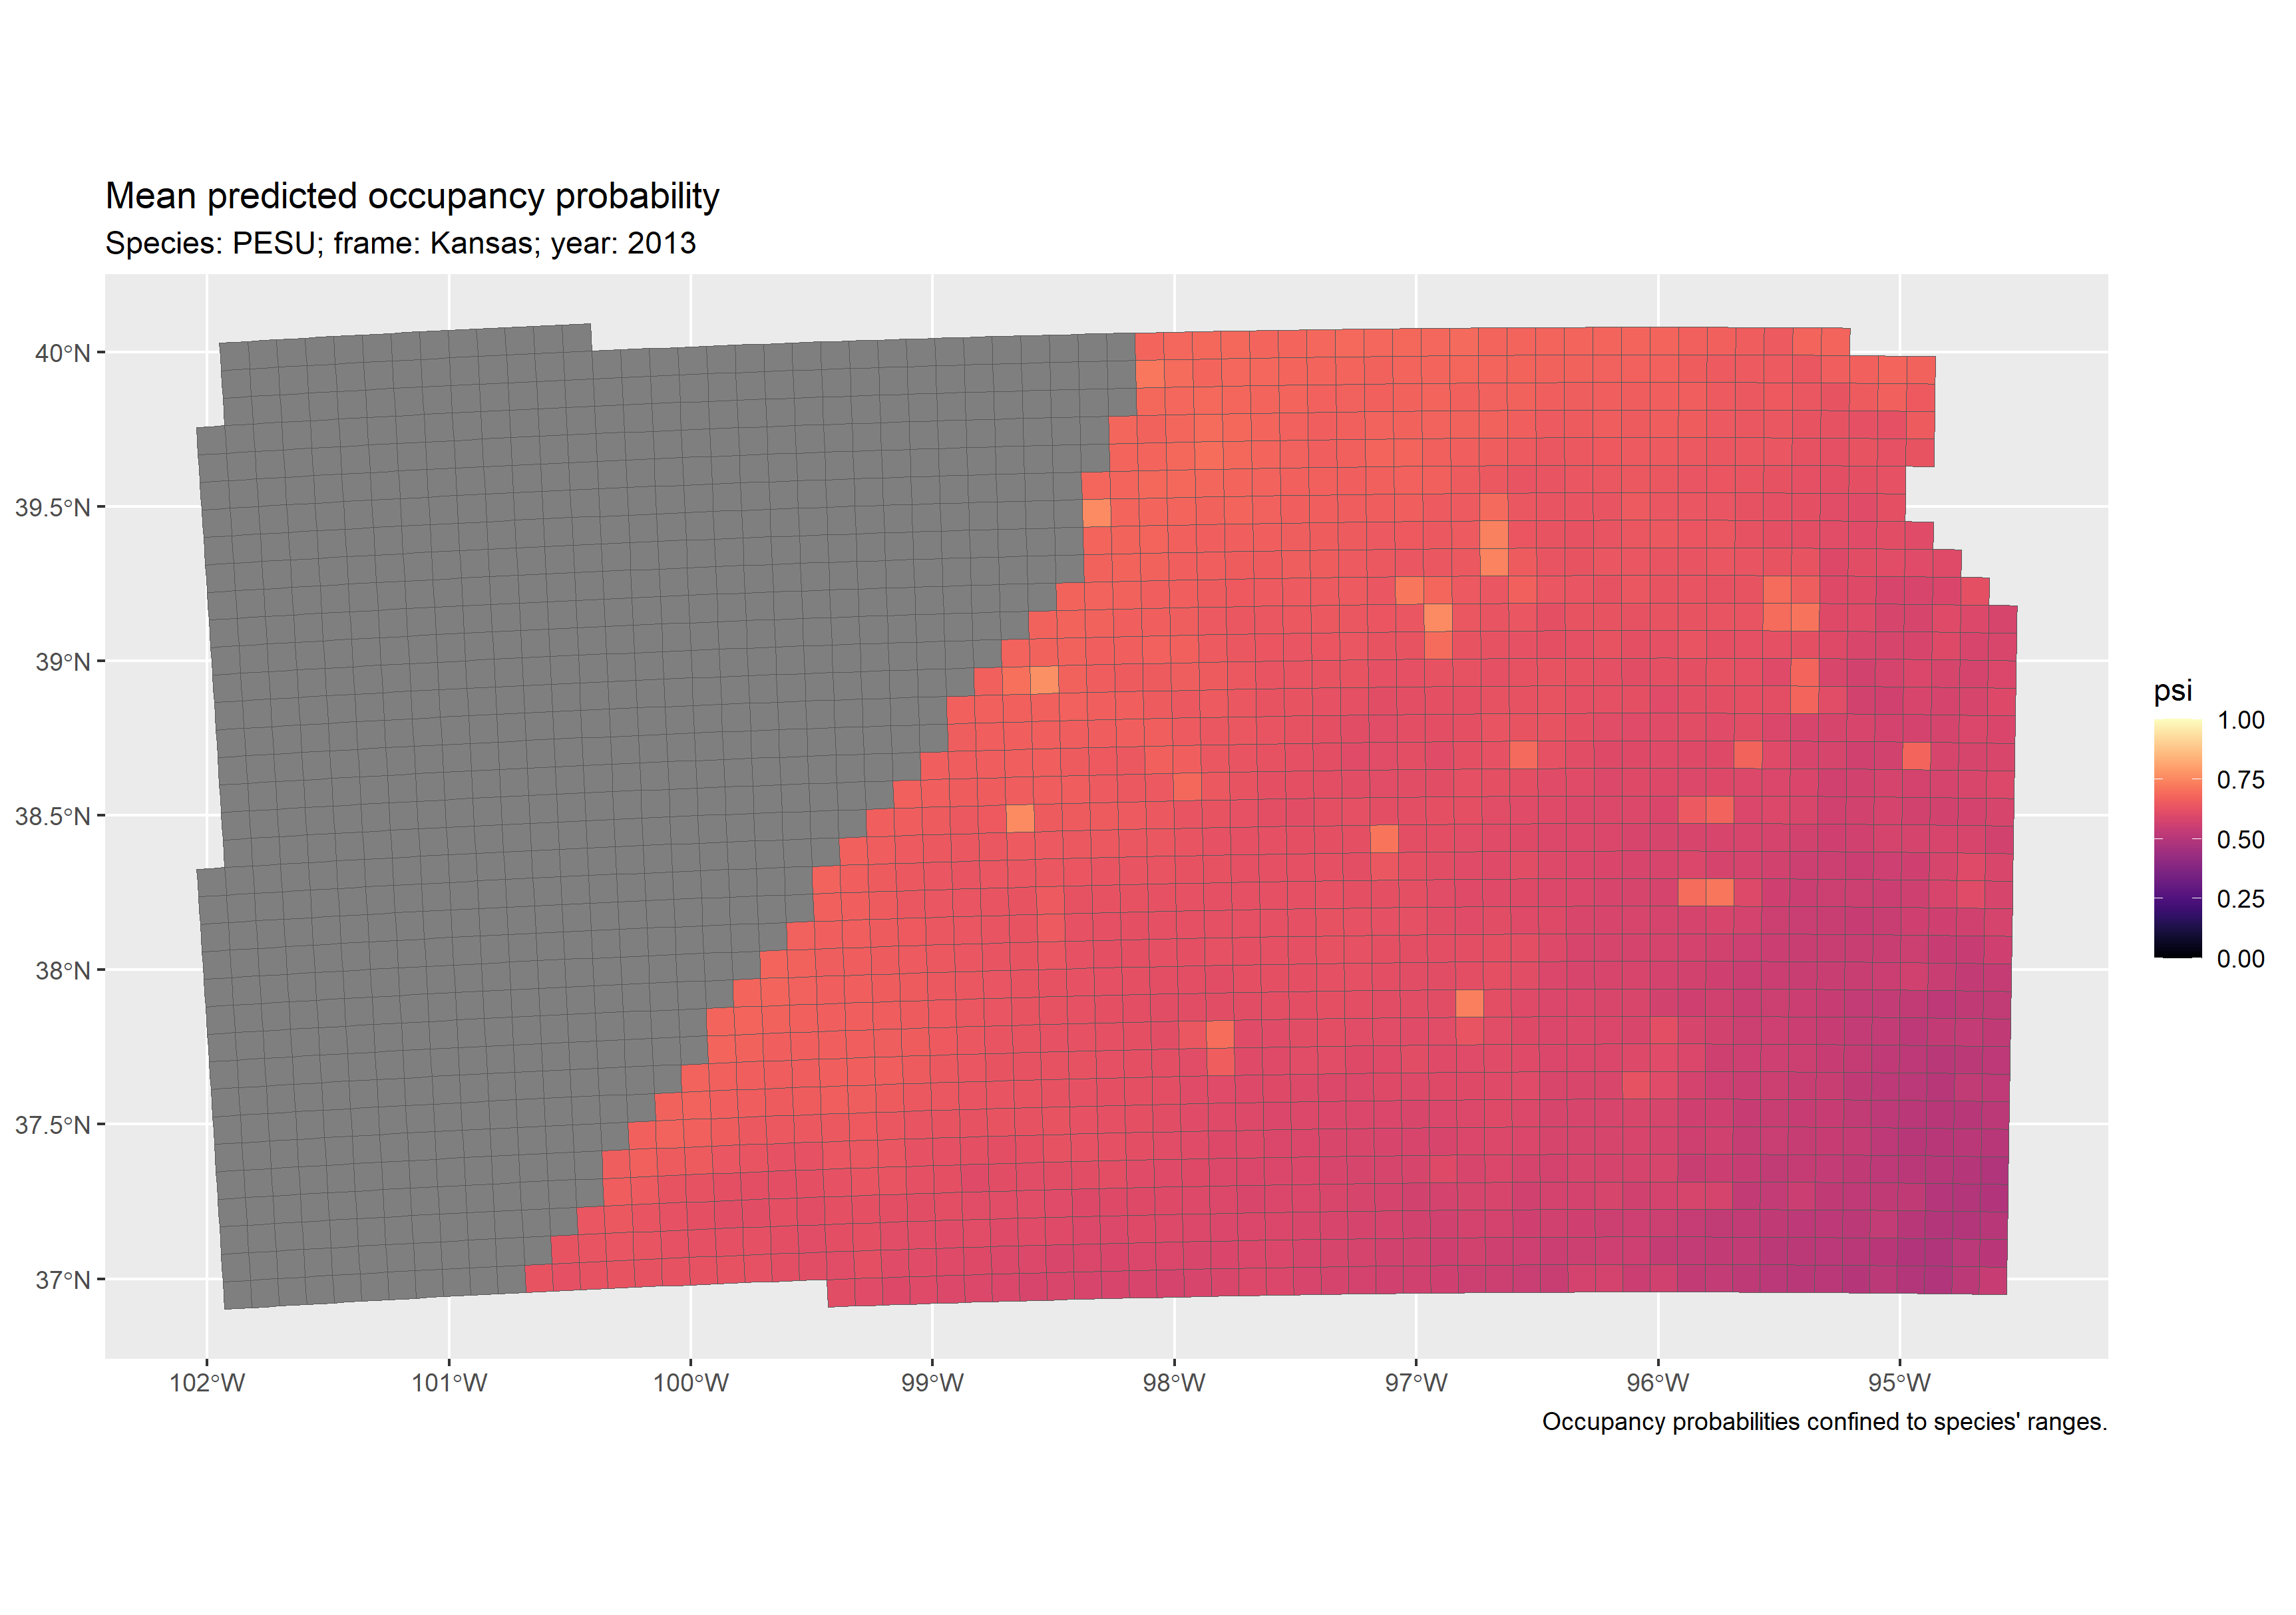 Mean predicted occupancy probability
Species: PESU; frame: Kansas; year: 2013
40°N
39.5°N
39°N
38.5°N
38°N
37.5°N
37°N
102°W
101°W
100°W
99°W
98°W
97°W
96°W
95°W
psi
1.00
0.75
0.50
0.25
0.00
Occupancy probabilities confined to species' ranges.